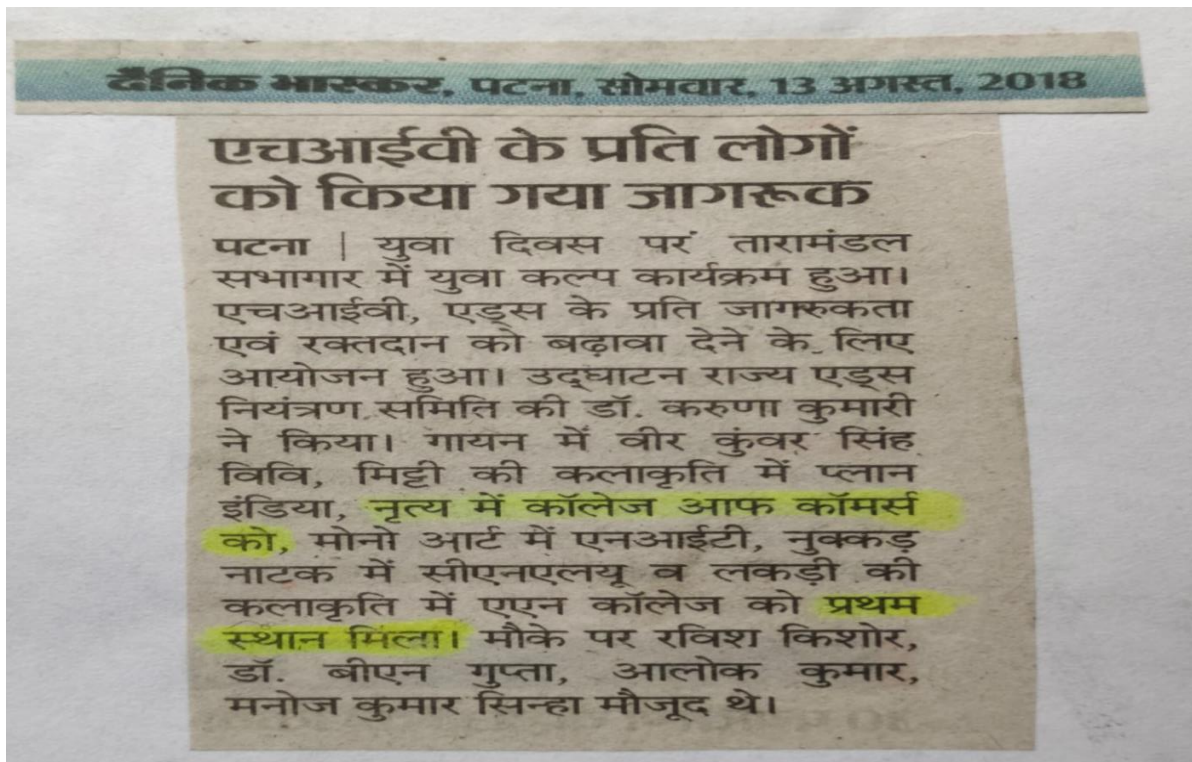 दैनिक भास्कर, पटना, सोमवार, 13 अगस्त, 2018
एचआईवी के प्रति लोगों
को किया गया जागरूक
पटना | युवा दिवस पर तारामंडल
सभागार में युवा कल्प कार्यक्रम हुआ।
एचआईवी, एड्स के प्रति जागरुकता
एवं रक्तदान को बढ़ावा देने के लिए
आयोजन हुआ। उद्घाटन राज्य एड्स
नियंत्रण समिति की डॉ. करुणा कुमारी
ने किया। गायन में वीर कुंवर सिंह
विवि, मिट्टी की कलाकृति में प्लान
इंडिया, नृत्य में कॉलेज आफ कॉमर्स
को, मोनो आर्ट में एनआईटी, नुक्कड़
नाटक में सीएनएलयू व लकड़ी की
कलाकृति में एएन कॉलेज को प्रथम
स्थान मिला। मौके पर रविश किशोर,
डॉ. बीएन गुप्ता, आलोक कुमार,
मनोज कुमार सिन्हा मौजूद थे।